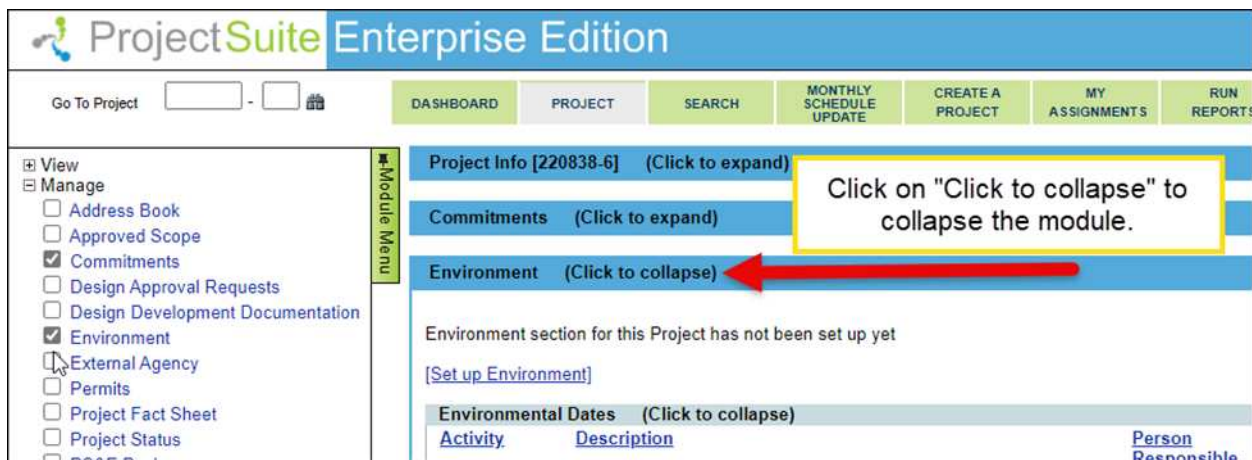 ProjectSuite Enterprise Edition
Go To Project
-
DASHBOARD
PROJECT
SEARCH
MONTHLY
SCHEDULE
UPDATE
CREATE A
PROJECT
MY
ASSIGNMENTS
RUN
REPORTS
View
Manage
Address Book
Approved Scope
Commitments
Design Approval Requests
Design Development Documentation
Environment
External Agency
Permits
Project Fact Sheet
Project Status
Module Menu
Project Info [220838-6] (Click to expand)
Click on "Click to collapse" to
collapse the module.
Commitments (Click to expand)
Environment (Click to collapse)
Environment section for this Project has not been set up yet
[Set up Environment]
Environmental Dates (Click to collapse)
Activity Description Person
Responsible